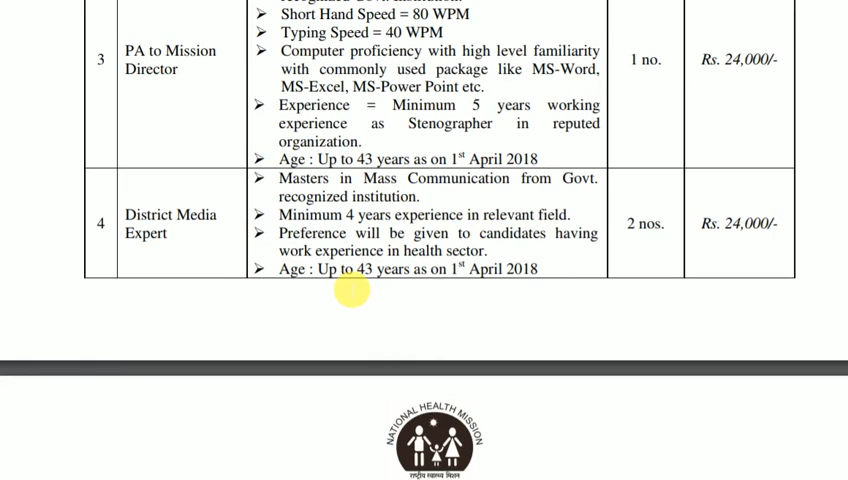 ➢ Short Hand Speed = 80 WPM
➢ Typing Speed = 40 WPM
3 PA to Mission Director
➢ Computer proficiency with high level familiarity
with commonly used package like MS-Word,
MS-Excel, MS-Power Point etc.
➢ Experience = Minimum 5 years working
experience as Stenographer in reputed
organization.
➢ Age : Up to 43 years as on 1st April 2018
1 no.
Rs. 24,000/-
4 District Media Expert
➢ Masters in Mass Communication from Govt.
recognized institution.
➢ Minimum 4 years experience in relevant field.
➢ Preference will be given to candidates having
work experience in health sector.
➢ Age : Up to 43 years as on 1st April 2018
2 nos.
Rs. 24,000/-
NATIONAL HEALTH MISSION
राष्ट्रीय स्वास्थ्य मिशन